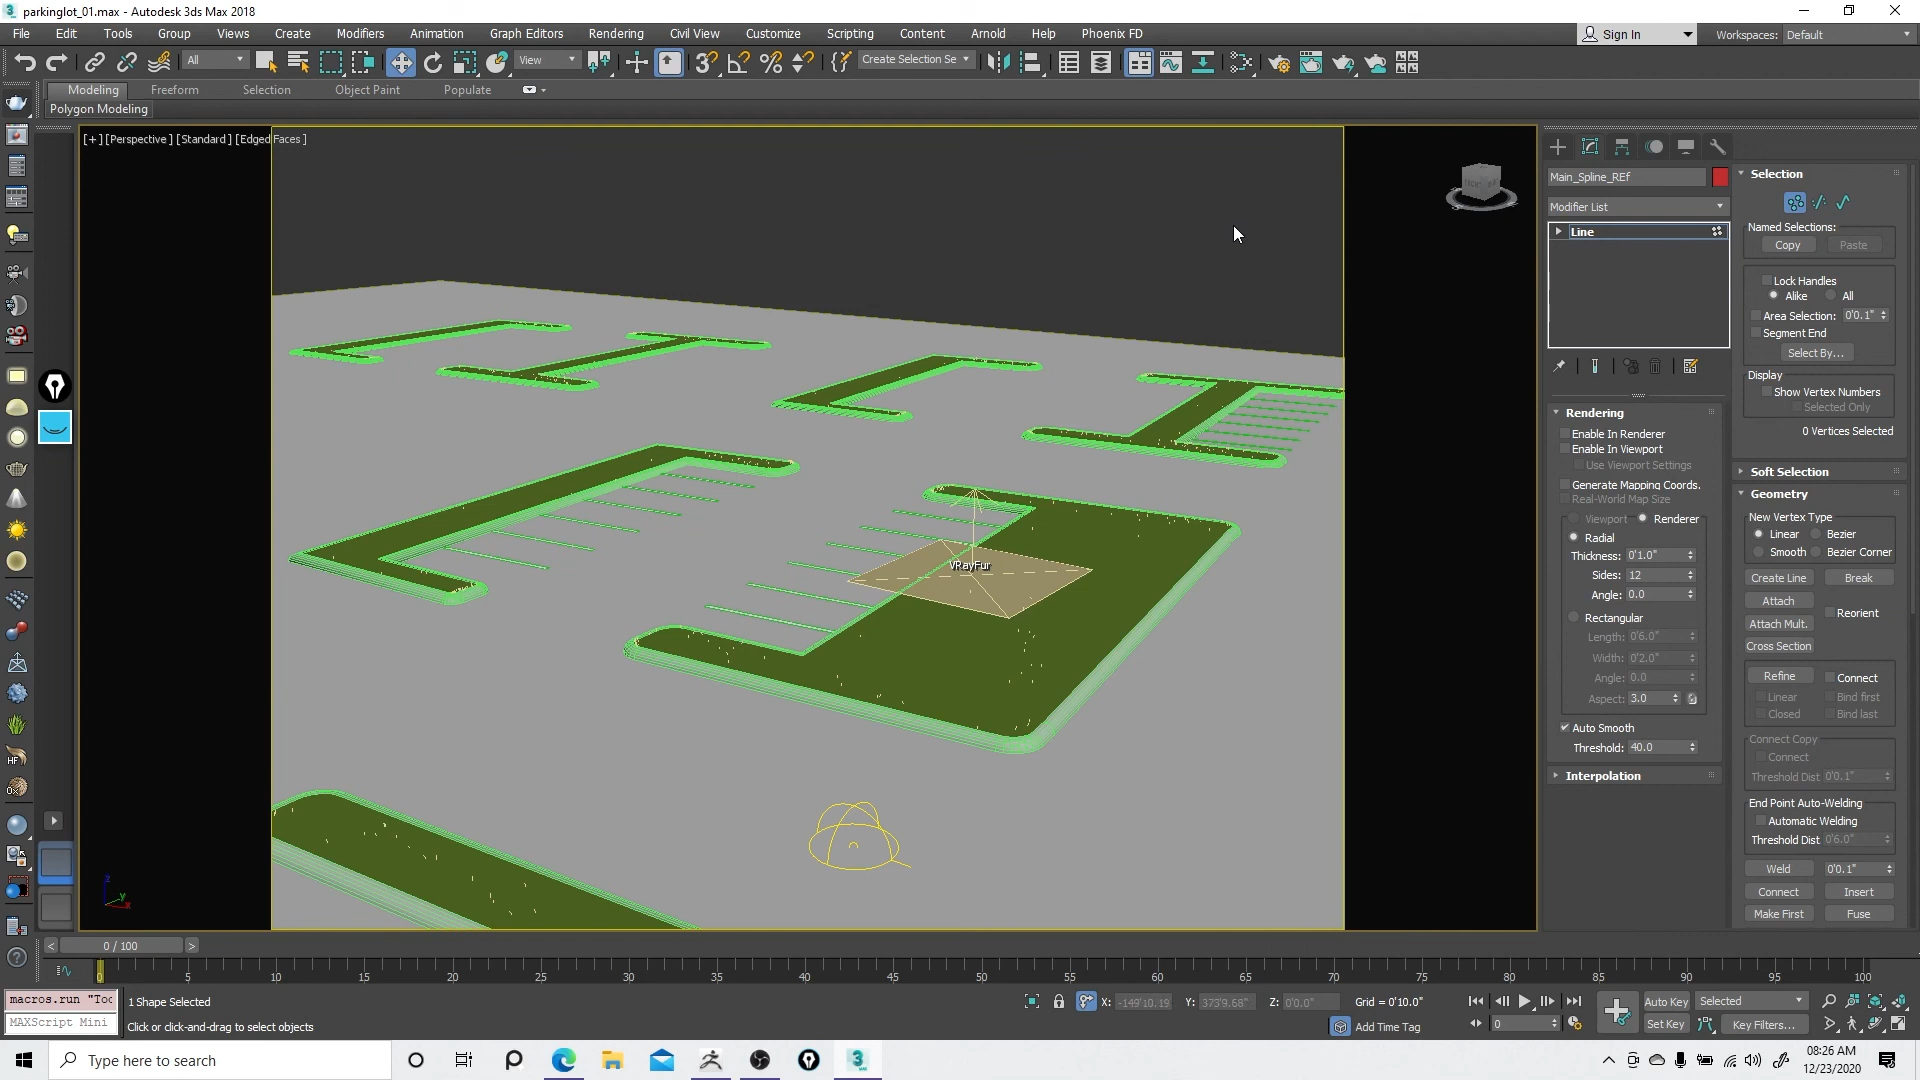 parkinglot_01.max - Autodesk 3ds Max 2018
File Edit Tools Group Views Create Modifiers Animation Graph Editors Rendering Civil View Customize Scripting Content Arnold Help Phoenix FD
Sign In
Workspaces: Default
All
View
Create Selection Se
Modeling Freeform Selection Object Paint Populate
Polygon Modeling
[+] [Perspective] [Standard] [Edged Faces]
VRayFur
Main_Spline_REf
Modifier List
Line
Rendering
Enable In Renderer
Enable In Viewport
Use Viewport Settings
Generate Mapping Coords.
Real-World Map Size
Viewport Renderer
Radial
Thickness: 0'1.0"
Sides: 12
Angle: 0.0
Rectangular
Length: 0'6.0"
Width: 0'2.0"
Angle: 0.0
Aspect: 3.0
Auto Smooth
Threshold: 40.0
Interpolation
Selection
Named Selections:
Copy Paste
Lock Handles
Alike All
Area Selection: 0'0.1"
Segment End
Select By...
Display
Show Vertex Numbers
Selected Only
0 Vertices Selected
Soft Selection
Geometry
New Vertex Type
Linear Bezier
Smooth Bezier Corner
Create Line Break
Attach
Reorient
Attach Mult.
Cross Section
Refine Connect
Linear Bind first
Closed Bind last
Connect Copy
Connect
Threshold Dist 0'0.1"
End Point Auto-Welding
Automatic Welding
Threshold Dist 0'6.0"
Weld 0'0.1"
Connect Insert
Make First Fuse
< 0 / 100 >
0 5 10 15 20 25 30 35 40 45 50 55 60 65 70 75 80 85 90 95 100
macros.run "Too
MAXScript Mini
1 Shape Selected
Click or click-and-drag to select objects
X: -149'10.19 Y: 373'9.68" Z: 0'0.0" Grid = 0'10.0"
Add Time Tag
0
Auto Key Selected
Set Key Key Filters...
Type here to search
08:26 AM
12/23/2020